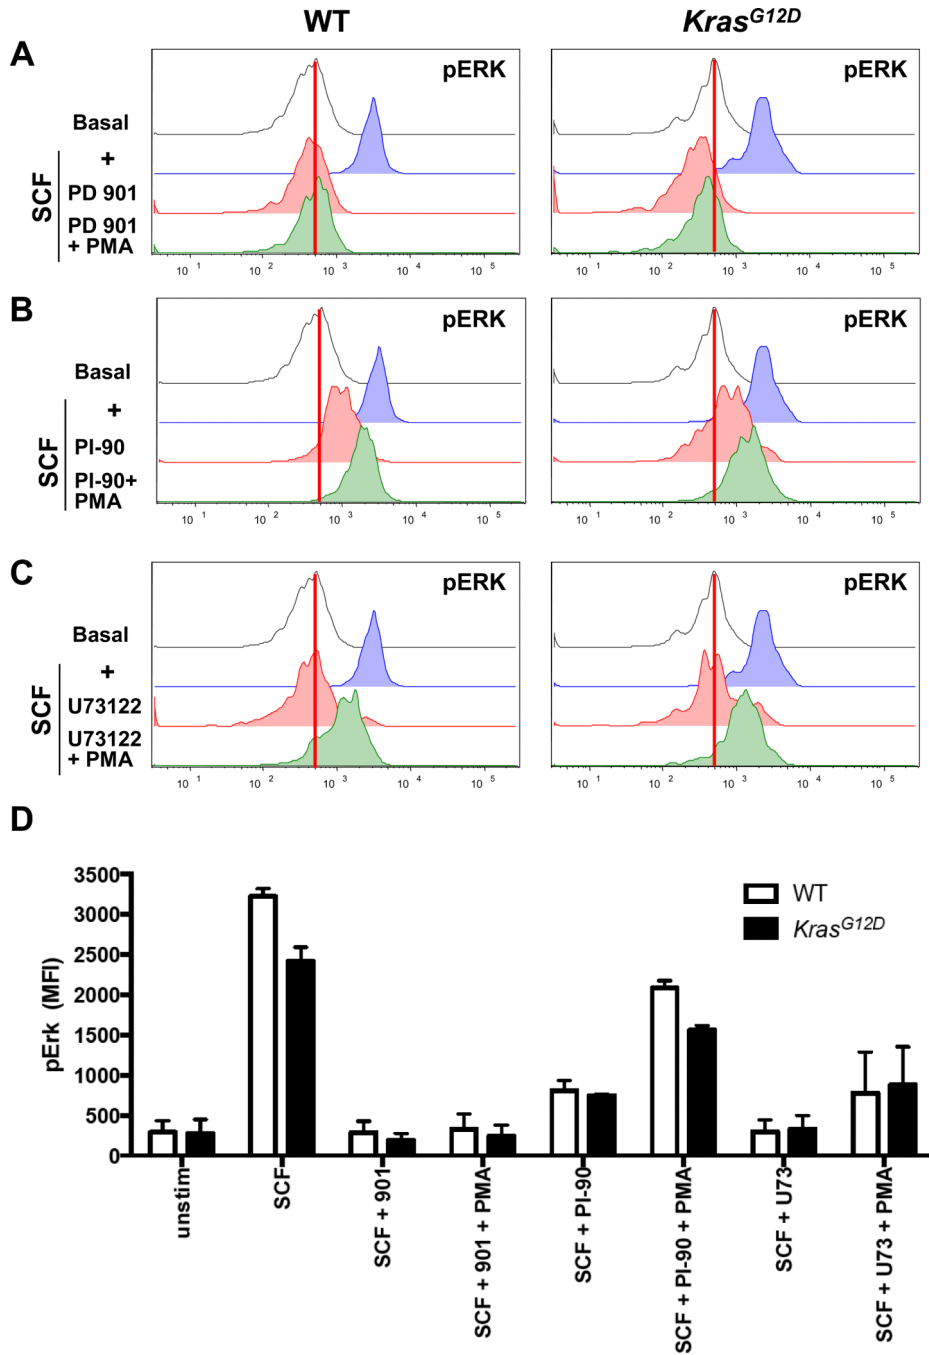 WT
Kras^G12D
A
pERK
pERK
Basal
+
SCF
PD 901
PD 901
+ PMA
10^1 10^2 10^3 10^4 10^5
10^1 10^2 10^3 10^4 10^5
B
pERK
pERK
Basal
+
SCF
PI-90
PI-90+
PMA
10^1 10^2 10^3 10^4 10^5
10^1 10^2 10^3 10^4 10^5
C
pERK
pERK
Basal
+
SCF
U73122
U73122
+ PMA
10^1 10^2 10^3 10^4 10^5
10^1 10^2 10^3 10^4 10^5
D
pErk (MFI)
3500
3000
2500
2000
1500
1000
500
0
WT
Kras^G12D
unstim
SCF
SCF + 901
SCF + 901 + PMA
SCF + PI-90
SCF + PI-90 + PMA
SCF + U73
SCF + U73 + PMA